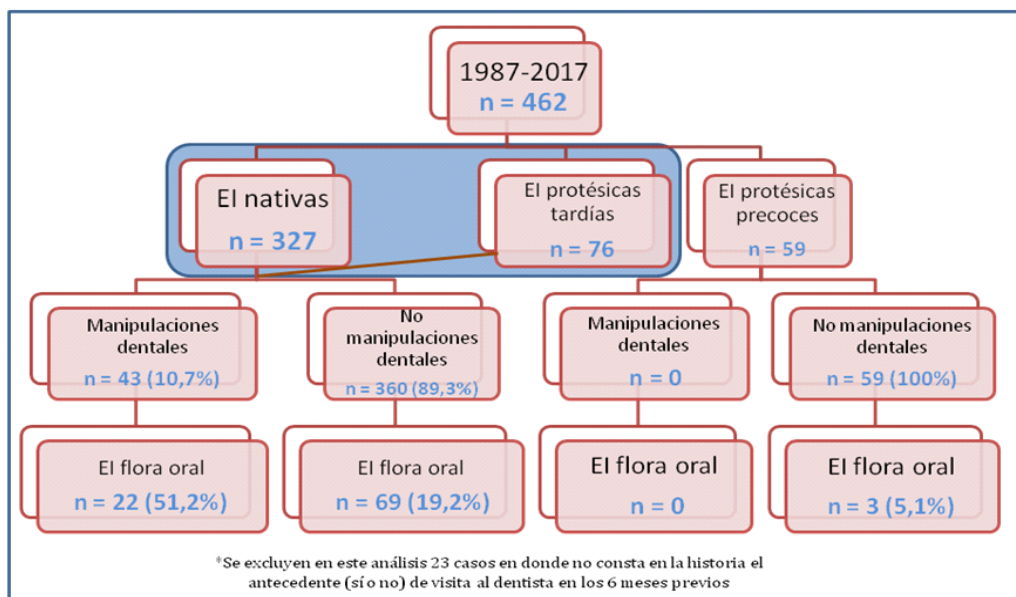 1987-2017
n = 462
EI nativas
n = 327
EI protésicas
tardías
n = 76
EI protésicas
precoces
n = 59
Manipulaciones
dentales
n = 43 (10,7%)
No
manipulaciones
dentales
n = 360 (89,3%)
Manipulaciones
dentales
n = 0
No manipulaciones
dentales
n = 59 (100%)
EI flora oral
n = 22 (51,2%)
EI flora oral
n = 69 (19,2%)
EI flora oral
n = 0
EI flora oral
n = 3 (5,1%)
*Se excluyen en este análisis 23 casos en donde no consta en la historia el
antecedente (sí o no) de visita al dentista en los 6 meses previos